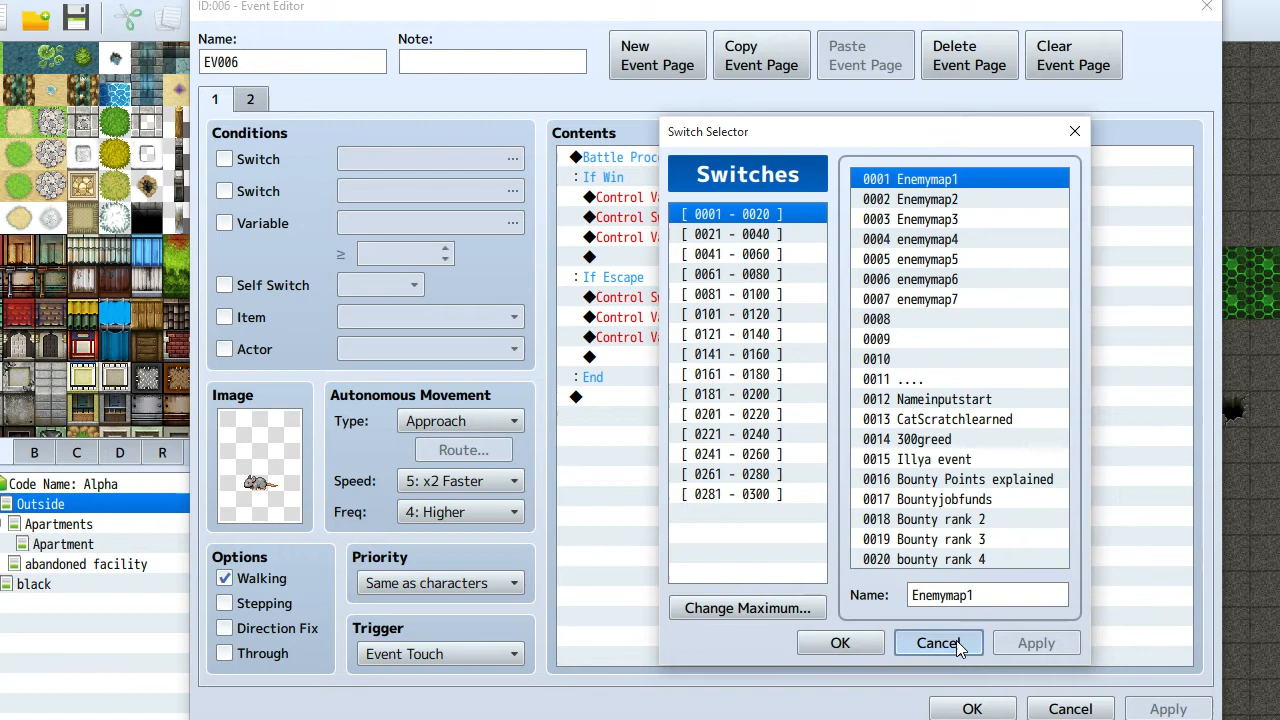 ID:006 - Event Editor
Name:
Note:
EV006
New
Event Page
Copy
Event Page
Paste
Event Page
Delete
Event Page
Clear
Event Page
1
2
Conditions
Switch
...
Switch
...
Variable
...
≥
Self Switch
Item
Actor
Image
Autonomous Movement
Type:
Approach
Route...
Speed:
5: x2 Faster
Freq:
4: Higher
Options
Walking
Stepping
Direction Fix
Through
Priority
Same as characters
Trigger
Event Touch
Contents
◆Battle Proc
: If Win
◆Control Va
◆Control Sw
◆Control Va
◆
: If Escape
◆Control Sw
◆Control Va
◆Control Va
◆
: End
◆
Switch Selector
Switches
[ 0001 - 0020 ]
[ 0021 - 0040 ]
[ 0041 - 0060 ]
[ 0061 - 0080 ]
[ 0081 - 0100 ]
[ 0101 - 0120 ]
[ 0121 - 0140 ]
[ 0141 - 0160 ]
[ 0161 - 0180 ]
[ 0181 - 0200 ]
[ 0201 - 0220 ]
[ 0221 - 0240 ]
[ 0241 - 0260 ]
[ 0261 - 0280 ]
[ 0281 - 0300 ]
Change Maximum...
0001 Enemymap1
0002 Enemymap2
0003 Enemymap3
0004 enemymap4
0005 enemymap5
0006 enemymap6
0007 enemymap7
0008
0009
0010
0011 ....
0012 Nameinputstart
0013 CatScratchlearned
0014 300greed
0015 Illya event
0016 Bounty Points explained
0017 Bountyjobfunds
0018 Bounty rank 2
0019 Bounty rank 3
0020 bounty rank 4
Name:
Enemymap1
OK
Cancel
Apply
OK
Cancel
Apply
B
C
D
R
Code Name: Alpha
Outside
Apartments
Apartment
abandoned facility
black